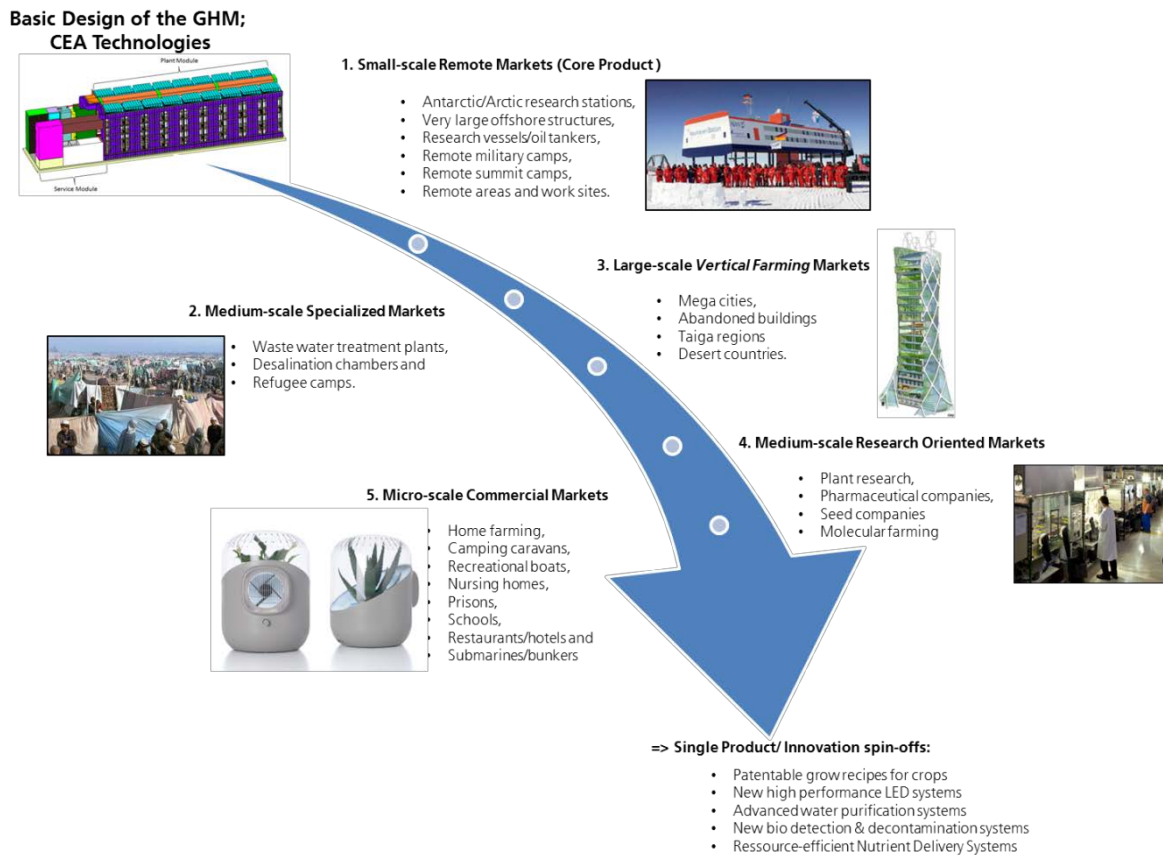 Basic Design of the GHM;
CEA Technologies
Plant Module
Service Module
1. Small-scale Remote Markets (Core Product )
• Antarctic/Arctic research stations,
• Very large offshore structures,
• Research vessels/oil tankers,
• Remote military camps,
• Remote summit camps,
• Remote areas and work sites.
2. Medium-scale Specialized Markets
• Waste water treatment plants,
• Desalination chambers and
• Refugee camps.
3. Large-scale Vertical Farming Markets
• Mega cities,
• Abandoned buildings
• Taiga regions
• Desert countries.
4. Medium-scale Research Oriented Markets
• Plant research,
• Pharmaceutical companies,
• Seed companies
• Molecular farming
5. Micro-scale Commercial Markets
• Home farming,
• Camping caravans,
• Recreational boats,
• Nursing homes,
• Prisons,
• Schools,
• Restaurants/hotels and
• Submarines/bunkers
=> Single Product/ Innovation spin-offs:
• Patentable grow recipes for crops
• New high performance LED systems
• Advanced water purification systems
• New bio detection & decontamination systems
• Ressource-efficient Nutrient Delivery Systems